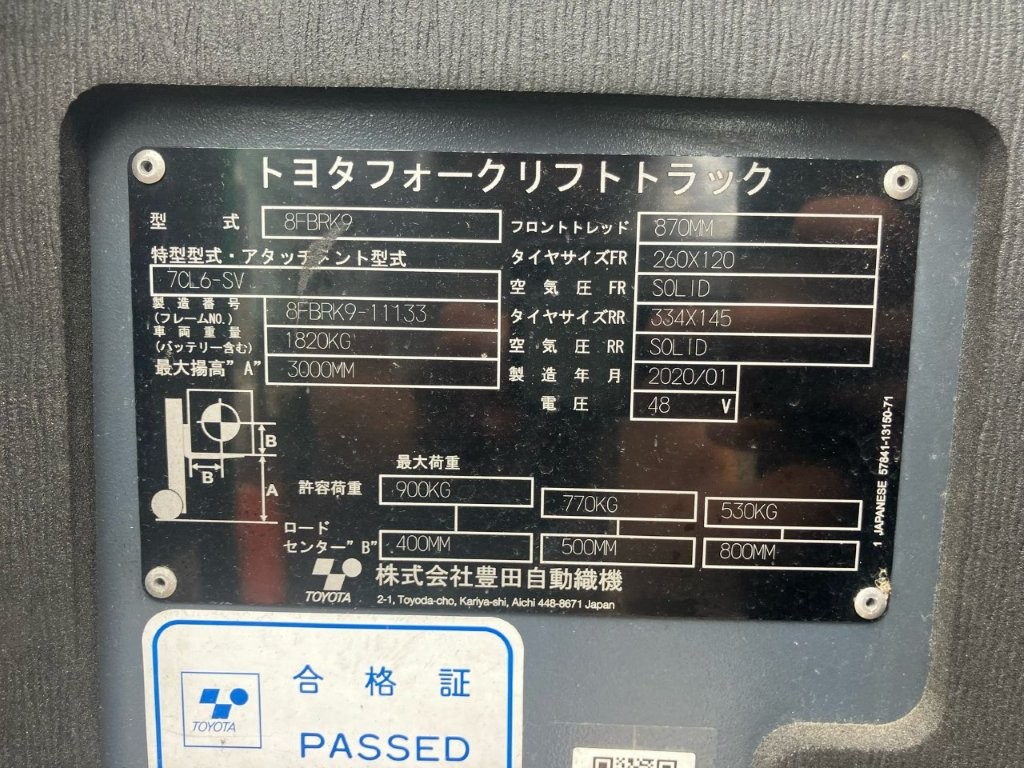 トヨタフォークリフトトラック
型式 8FBRK9
特型型式・アタッチメント型式
7CL6-SV
製造番号
(フレームNO.) 8FBRK9-11133
車両重量
(バッテリー含む) 1820KG
最大揚高"A" 3000MM
フロントトレッド 870MM
タイヤサイズFR 260X120
空気圧 FR SOLID
タイヤサイズRR 334X145
空気圧 RR SOLID
製造年月 2020/01
電圧 48 V
B
B
A
最大荷重
許容荷重 900KG 770KG 530KG
ロード
センター"B" 400MM 500MM 800MM
TOYOTA 株式会社豊田自動織機
2-1, Toyoda-cho, Kariya-shi, Aichi 448-8671 Japan
1 JAPANESE 57841-13150-71
合格証
TOYOTA
PASSED